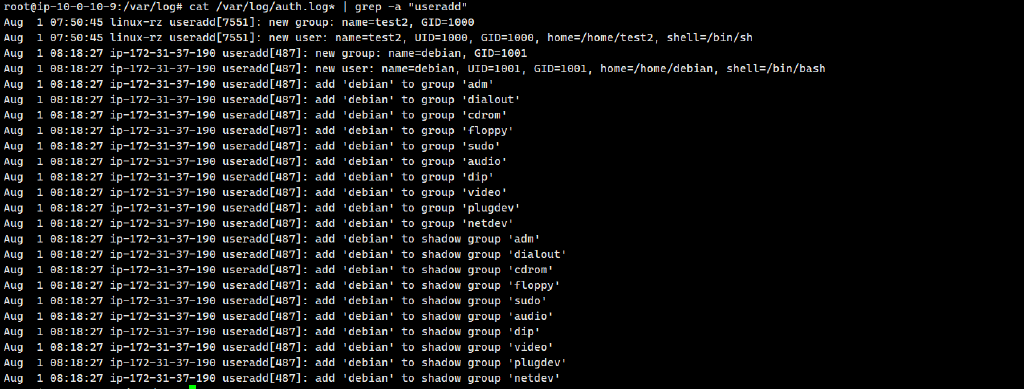 root@ip-10-0-10-9:/var/log# cat /var/log/auth.log* | grep -a "useradd"
Aug  1 07:50:45 linux-rz useradd[7551]: new group: name=test2, GID=1000
Aug  1 07:50:45 linux-rz useradd[7551]: new user: name=test2, UID=1000, GID=1000, home=/home/test2, shell=/bin/sh
Aug  1 08:18:27 ip-172-31-37-190 useradd[487]: new group: name=debian, GID=1001
Aug  1 08:18:27 ip-172-31-37-190 useradd[487]: new user: name=debian, UID=1001, GID=1001, home=/home/debian, shell=/bin/bash
Aug  1 08:18:27 ip-172-31-37-190 useradd[487]: add 'debian' to group 'adm'
Aug  1 08:18:27 ip-172-31-37-190 useradd[487]: add 'debian' to group 'dialout'
Aug  1 08:18:27 ip-172-31-37-190 useradd[487]: add 'debian' to group 'cdrom'
Aug  1 08:18:27 ip-172-31-37-190 useradd[487]: add 'debian' to group 'floppy'
Aug  1 08:18:27 ip-172-31-37-190 useradd[487]: add 'debian' to group 'sudo'
Aug  1 08:18:27 ip-172-31-37-190 useradd[487]: add 'debian' to group 'audio'
Aug  1 08:18:27 ip-172-31-37-190 useradd[487]: add 'debian' to group 'dip'
Aug  1 08:18:27 ip-172-31-37-190 useradd[487]: add 'debian' to group 'video'
Aug  1 08:18:27 ip-172-31-37-190 useradd[487]: add 'debian' to group 'plugdev'
Aug  1 08:18:27 ip-172-31-37-190 useradd[487]: add 'debian' to group 'netdev'
Aug  1 08:18:27 ip-172-31-37-190 useradd[487]: add 'debian' to shadow group 'adm'
Aug  1 08:18:27 ip-172-31-37-190 useradd[487]: add 'debian' to shadow group 'dialout'
Aug  1 08:18:27 ip-172-31-37-190 useradd[487]: add 'debian' to shadow group 'cdrom'
Aug  1 08:18:27 ip-172-31-37-190 useradd[487]: add 'debian' to shadow group 'floppy'
Aug  1 08:18:27 ip-172-31-37-190 useradd[487]: add 'debian' to shadow group 'sudo'
Aug  1 08:18:27 ip-172-31-37-190 useradd[487]: add 'debian' to shadow group 'audio'
Aug  1 08:18:27 ip-172-31-37-190 useradd[487]: add 'debian' to shadow group 'dip'
Aug  1 08:18:27 ip-172-31-37-190 useradd[487]: add 'debian' to shadow group 'video'
Aug  1 08:18:27 ip-172-31-37-190 useradd[487]: add 'debian' to shadow group 'plugdev'
Aug  1 08:18:27 ip-172-31-37-190 useradd[487]: add 'debian' to shadow group 'netdev'